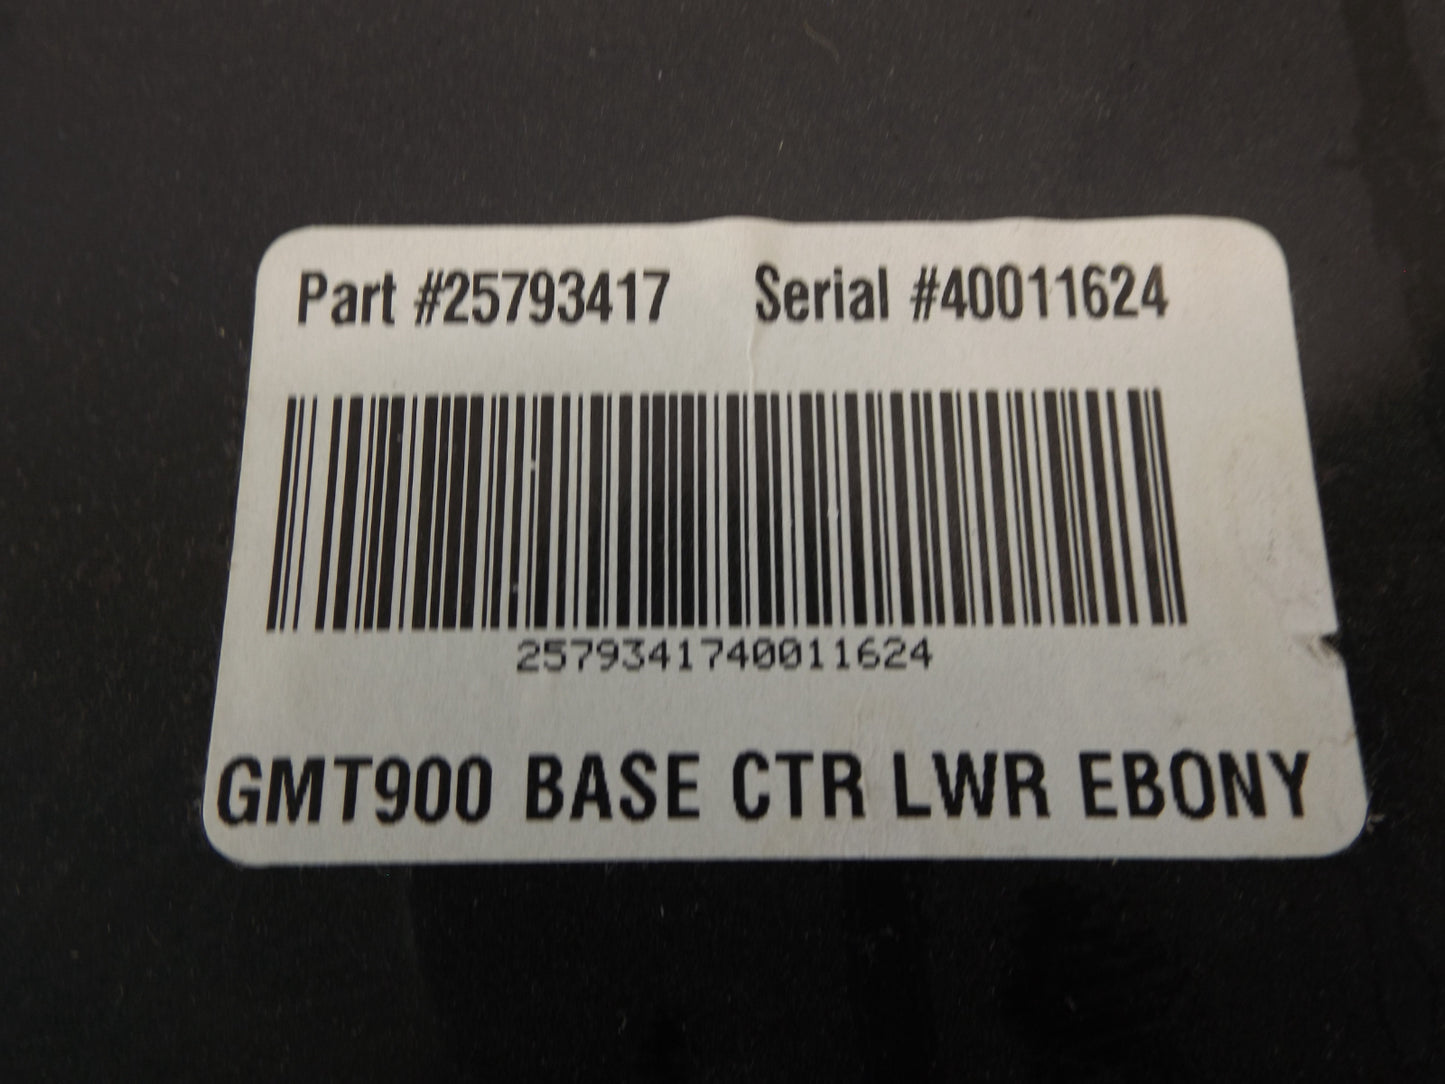 Part #25793417 Serial #40011624
2579341740011624
GMT900 BASE CTR LWR EBONY